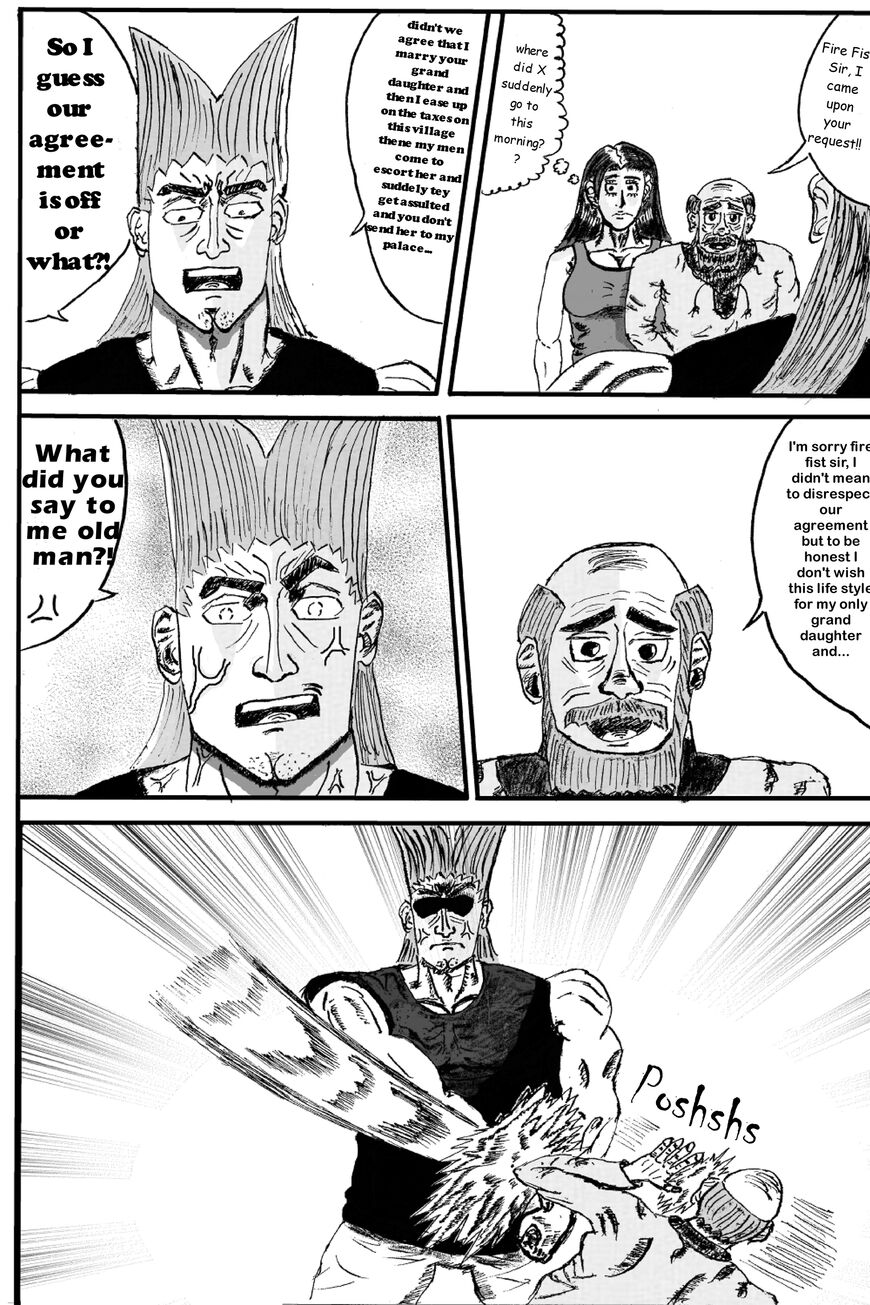 So I
guess
our
agree-
ment
is off
or
what?!
didn't we
agree that I
marry your
grand
daughter and
then I ease up
on the taxes on
this village
thene my men
come to
escort her and
suddely tey
get assulted
and you don't
send her to my
palace...
where
did X
suddenly
go to
this
morning?
?
Fire Fis
Sir, I
came
upon
your
request!!
What
did you
say to
me old
man?!
I'm sorry fire
fist sir, I
didn't mean
to disrespec
our
agreement
but to be
honest I
don't wish
this life style
for my only
grand
daughter
and...
Poshshs